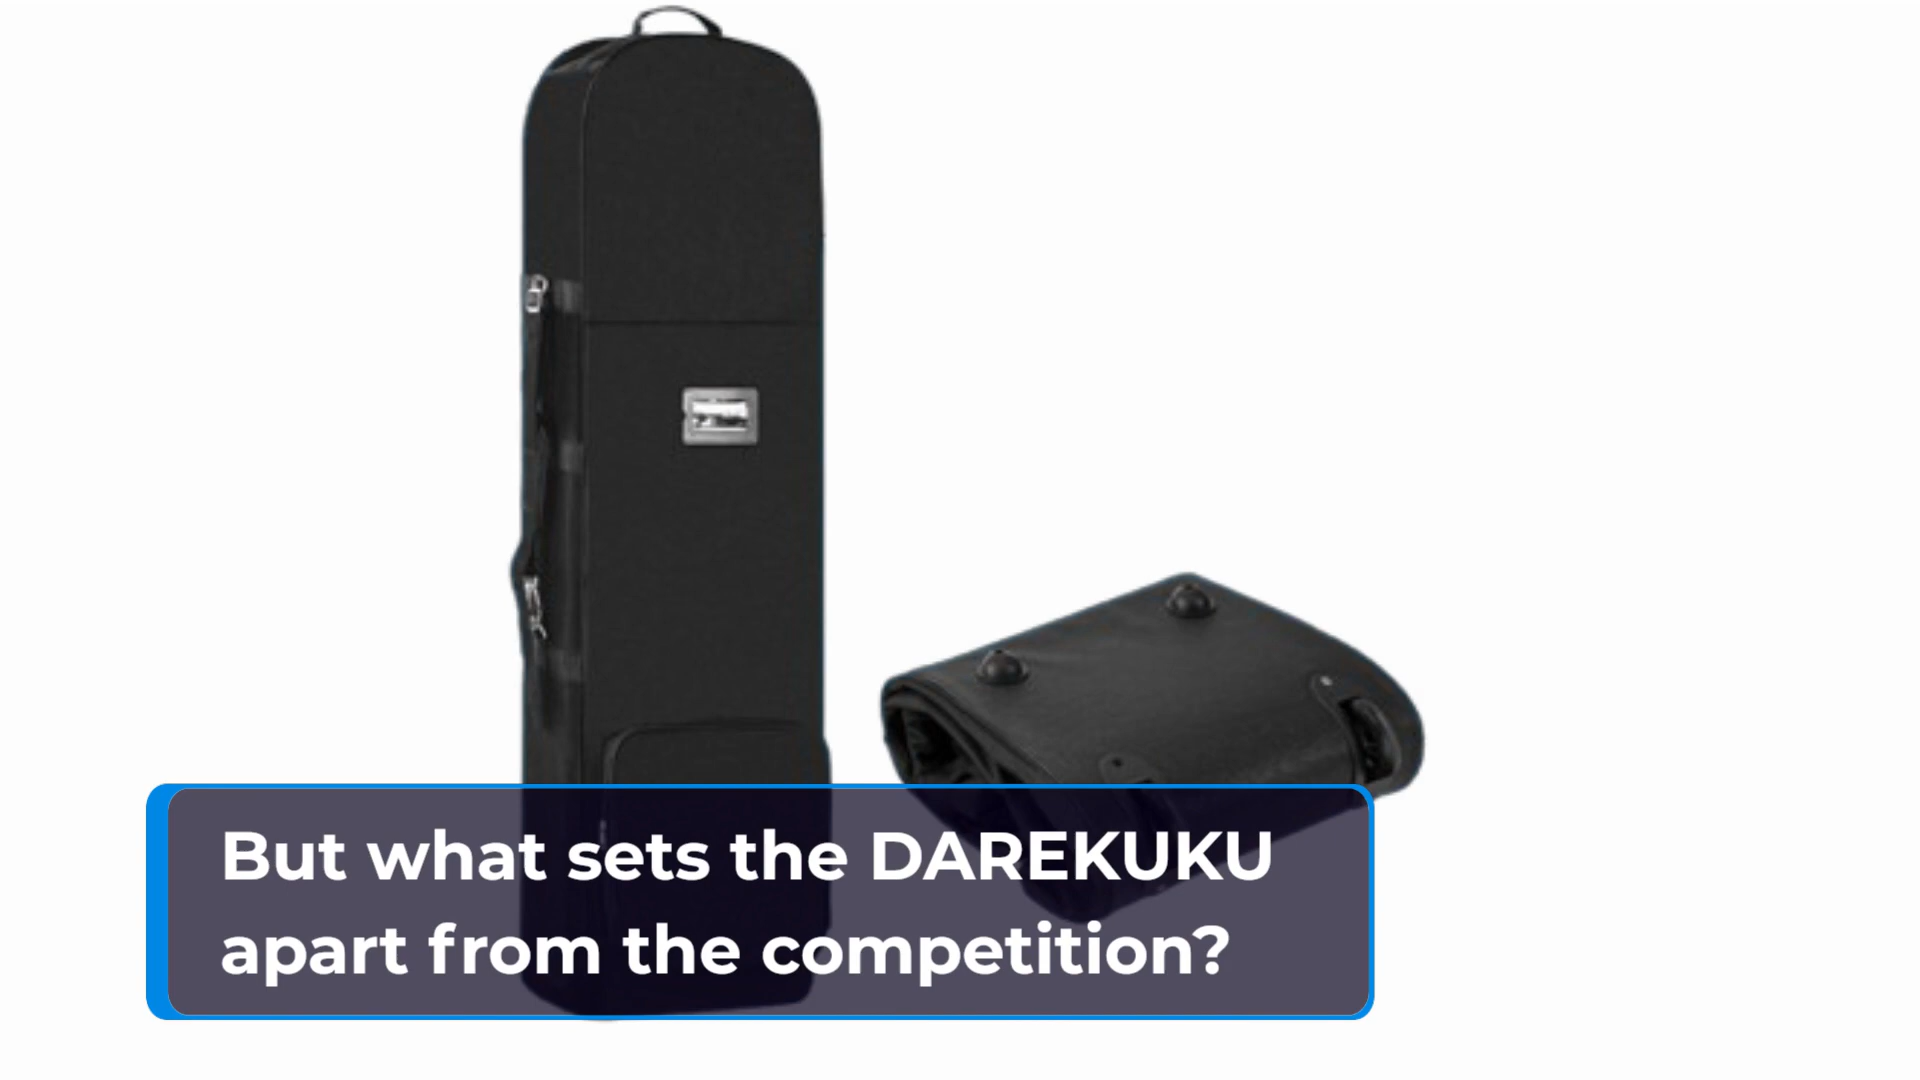 But what sets the DAREKUKU
apart from the competition?